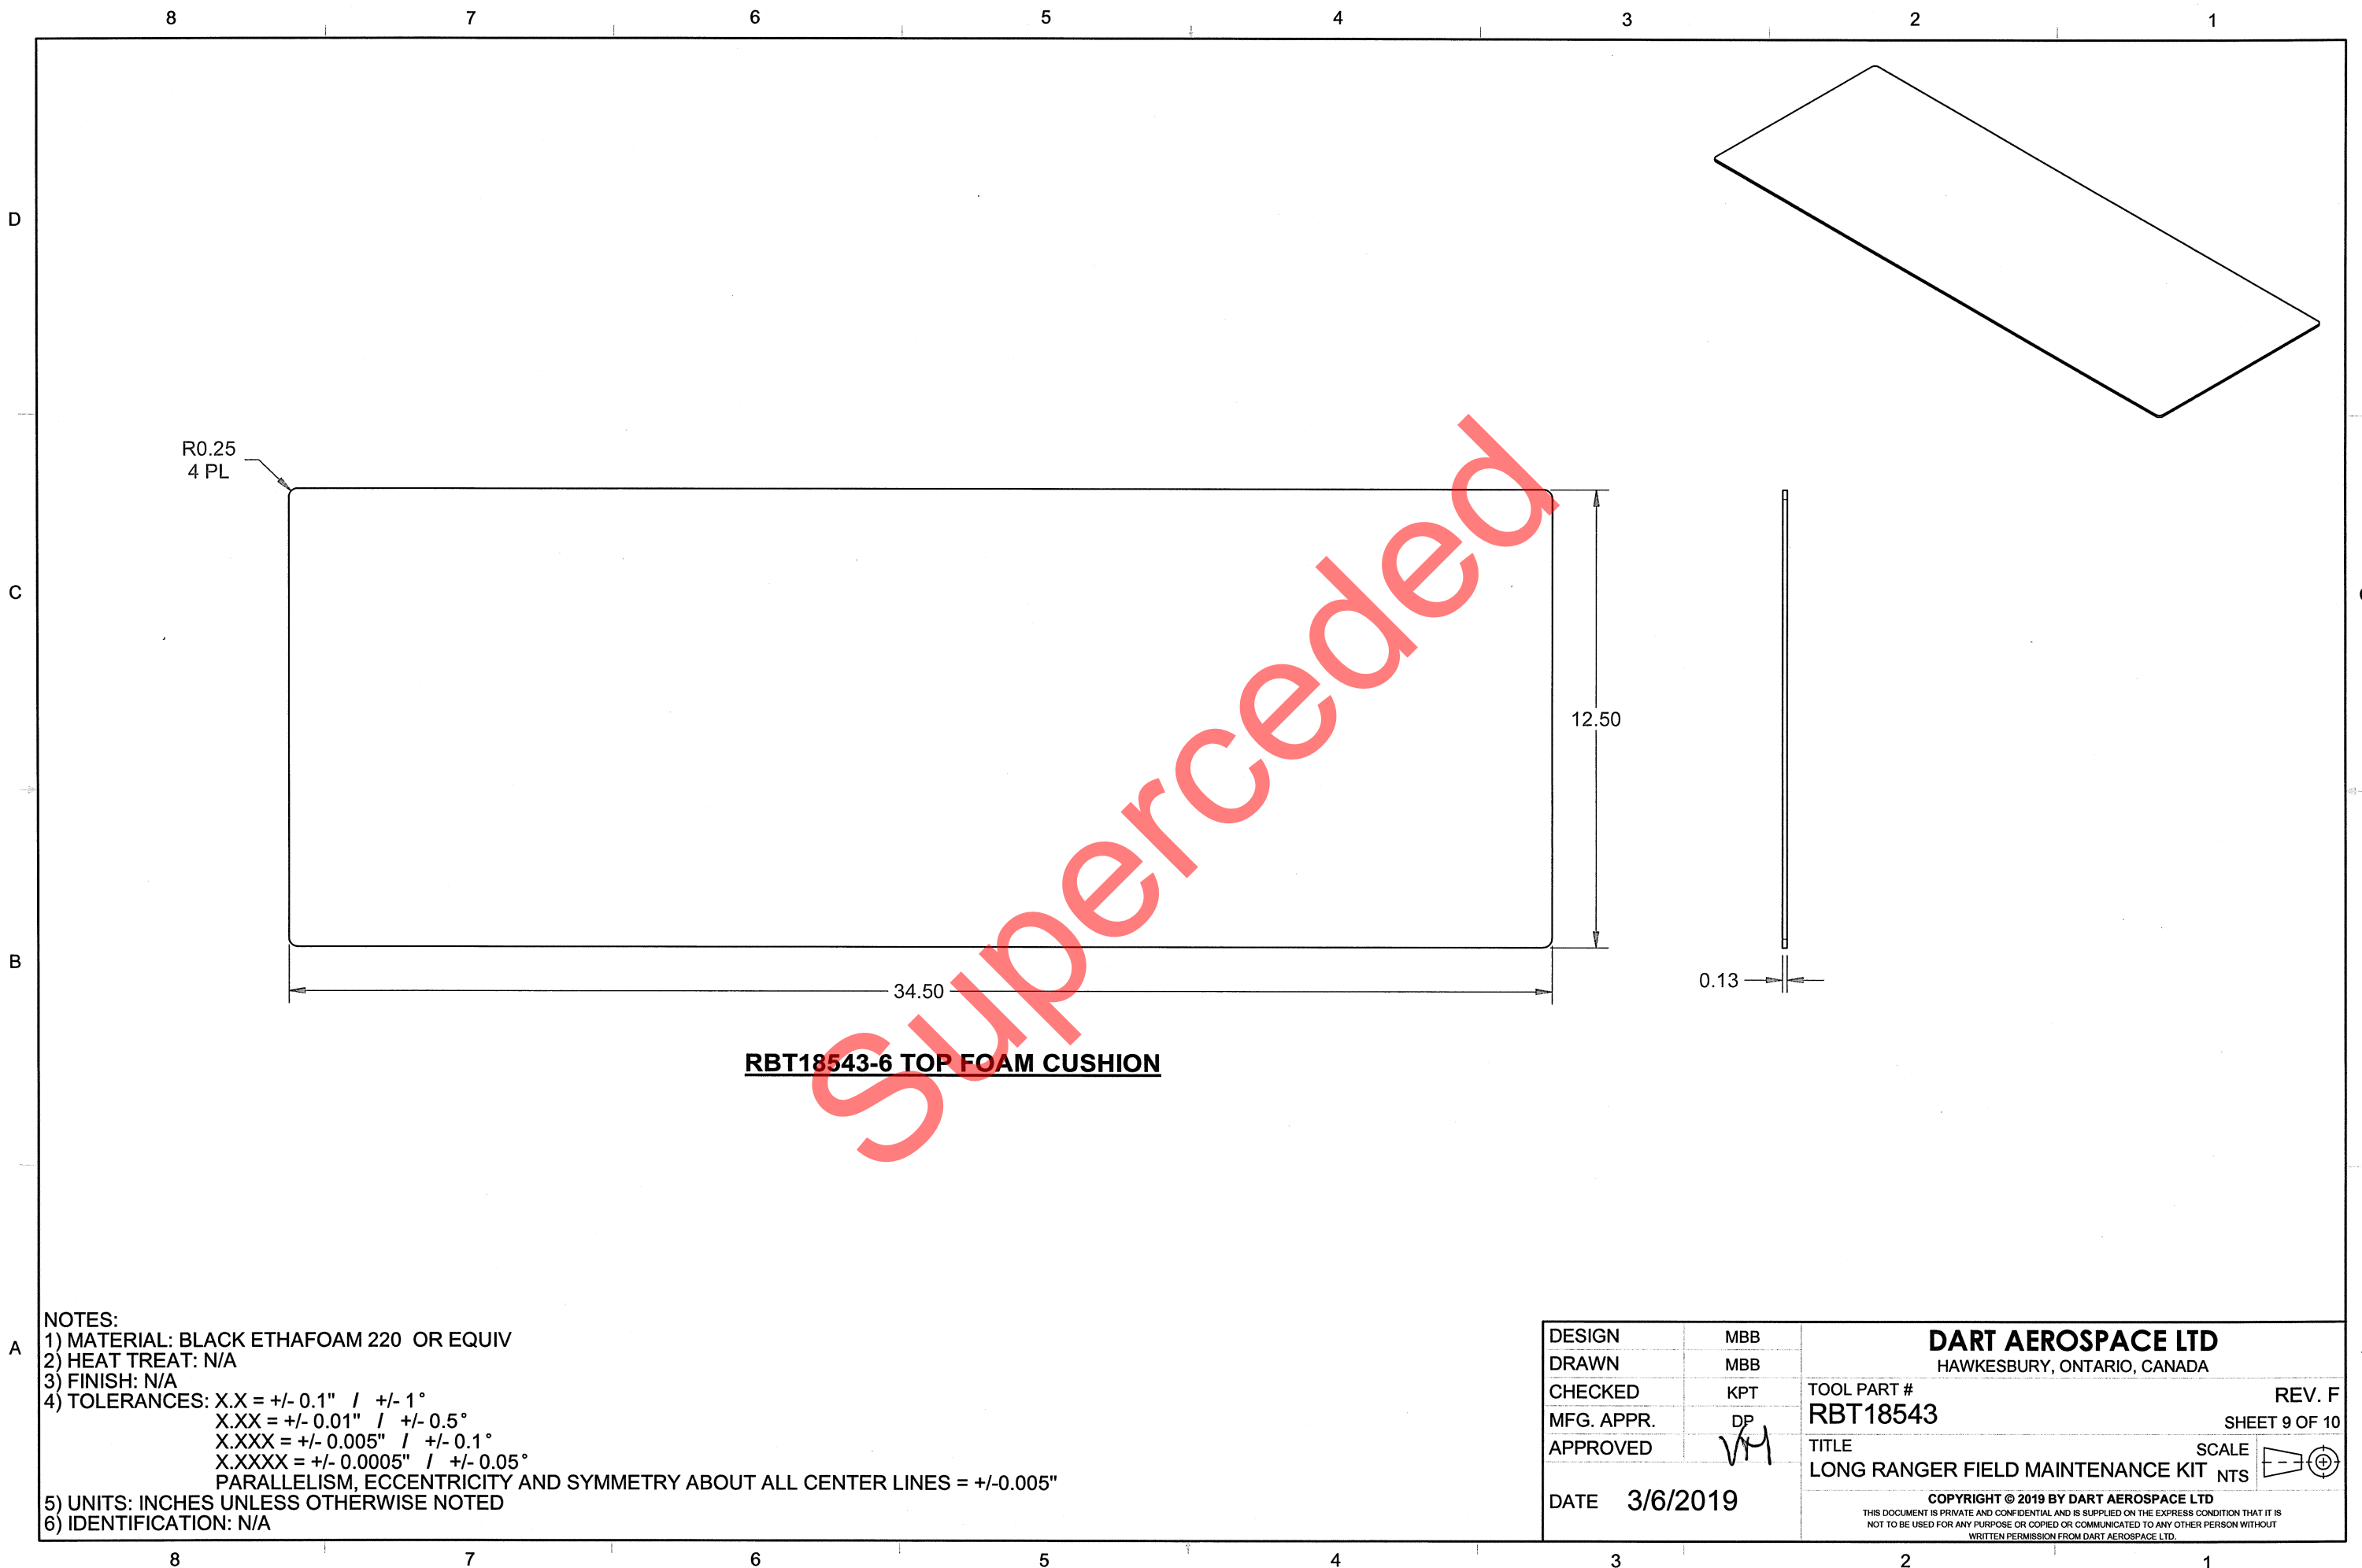 8 7 6 5 4 3 2 1
D
C
B
A
R0.25
4 PL
12.50
34.50
0.13
RBT18543-6 TOP FOAM CUSHION
Superceded
NOTES:
1) MATERIAL: BLACK ETHAFOAM 220 OR EQUIV
2) HEAT TREAT: N/A
3) FINISH: N/A
4) TOLERANCES: X.X = +/- 0.1" / +/- 1°
X.XX = +/- 0.01" / +/- 0.5°
X.XXX = +/- 0.005" / +/- 0.1°
X.XXXX = +/- 0.0005" / +/- 0.05°
PARALLELISM, ECCENTRICITY AND SYMMETRY ABOUT ALL CENTER LINES = +/-0.005"
5) UNITS: INCHES UNLESS OTHERWISE NOTED
6) IDENTIFICATION: N/A
DESIGN MBB
DRAWN MBB
CHECKED KPT
MFG. APPR. DP
APPROVED
DATE 3/6/2019
DART AEROSPACE LTD
HAWKESBURY, ONTARIO, CANADA
TOOL PART # REV. F
RBT18543
SHEET 9 OF 10
TITLE SCALE
LONG RANGER FIELD MAINTENANCE KIT NTS
COPYRIGHT © 2019 BY DART AEROSPACE LTD
THIS DOCUMENT IS PRIVATE AND CONFIDENTIAL AND IS SUPPLIED ON THE EXPRESS CONDITION THAT IT IS
NOT TO BE USED FOR ANY PURPOSE OR COPIED OR COMMUNICATED TO ANY OTHER PERSON WITHOUT
WRITTEN PERMISSION FROM DART AEROSPACE LTD.
8 7 6 5 4 3 2 1